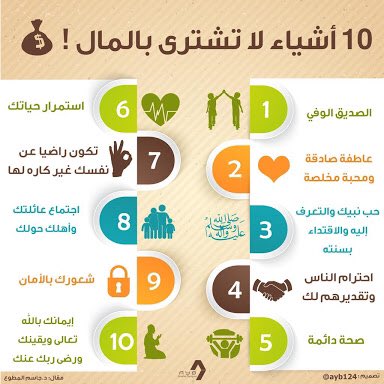 10 أشياء لا تشترى بالمال !
1
الصديق الوفي
2
عاطفة صادقة
ومحبة مخلصة
3
حب نبيك والتعرف
إليه والاقتداء
بسنته
صلى الله عليه وسلم
4
احترام الناس
وتقديرهم لك
5
صحة دائمة
6
استمرار حياتك
7
تكون راضيا عن
نفسك غير كاره لها
8
اجتماع عائلتك
وأهلك حولك
9
شعورك بالأمان
10
إيمانك بالله
تعالى ويقينك
ورضى ربك عنك
تصميم : @ayb124
مقال: د.جاسم المطوع